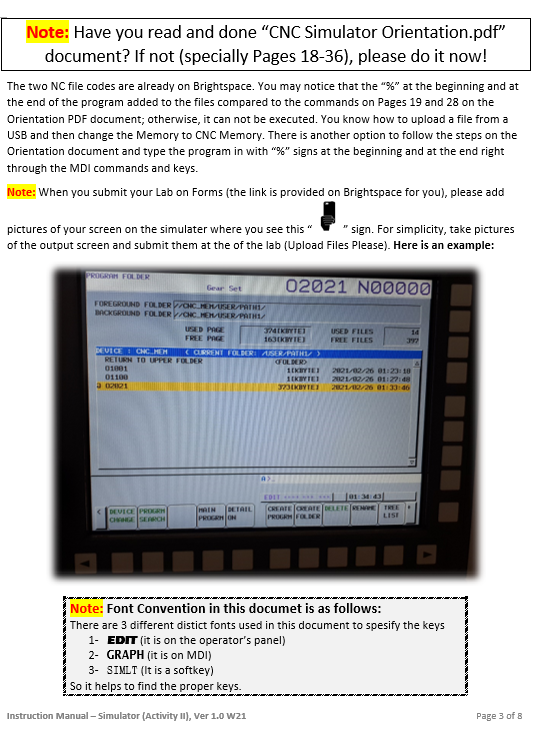 Note: Have you read and done “CNC Simulator Orientation.pdf”
document? If not (specially Pages 18-36), please do it now!
The two NC file codes are already on Brightspace. You may notice that the “%” at the beginning and at
the end of the program added to the files compared to the commands on Pages 19 and 28 on the
Orientation PDF document; otherwise, it can not be executed. You know how to upload a file from a
USB and then change the Memory to CNC Memory. There is another option to follow the steps on the
Orientation document and type the program in with “%” signs at the beginning and at the end right
through the MDI commands and keys.
Note: When you submit your Lab on Forms (the link is provided on Brightspace for you), please add
pictures of your screen on the simulater where you see this “ ” sign. For simplicity, take pictures
of the output screen and submit them at the of the lab (Upload Files Please). Here is an example:
PROGRAM FOLDER
Gear Set O2021 N00000
FOREGROUND FOLDER //CNC_MEM/USER/PATH1/
BACKGROUND FOLDER //CNC_MEM/USER/PATH1/
USED PAGE 374[KBYTE] USED FILES 14
FREE PAGE 163[KBYTE] FREE FILES 397
DEVICE : CNC_MEM ( CURRENT FOLDER: /USER/PATH1/ )
RETURN TO UPPER FOLDER <FOLDER>
O1001 1[KBYTE] 2021/02/26 01:23:10
O1100 1[KBYTE] 2021/02/26 01:27:48
@ O2021 373[KBYTE] 2021/02/26 01:33:46
A>_
EDIT **** *** *** 01:34:43
< DEVICE CHANGE PROGRM SEARCH MAIN PROGRM DETAIL ON CREATE PROGRM CREATE FOLDER DELETE RENAME TREE LIST
Note: Font Convention in this documet is as follows:
There are 3 different distict fonts used in this document to spesify the keys
1- EDIT (it is on the operator’s panel)
2- GRAPH (it is on MDI)
3- SIMLT (It is a softkey)
So it helps to find the proper keys.
Instruction Manual – Simulator (Activity II), Ver 1.0 W21 Page 3 of 8